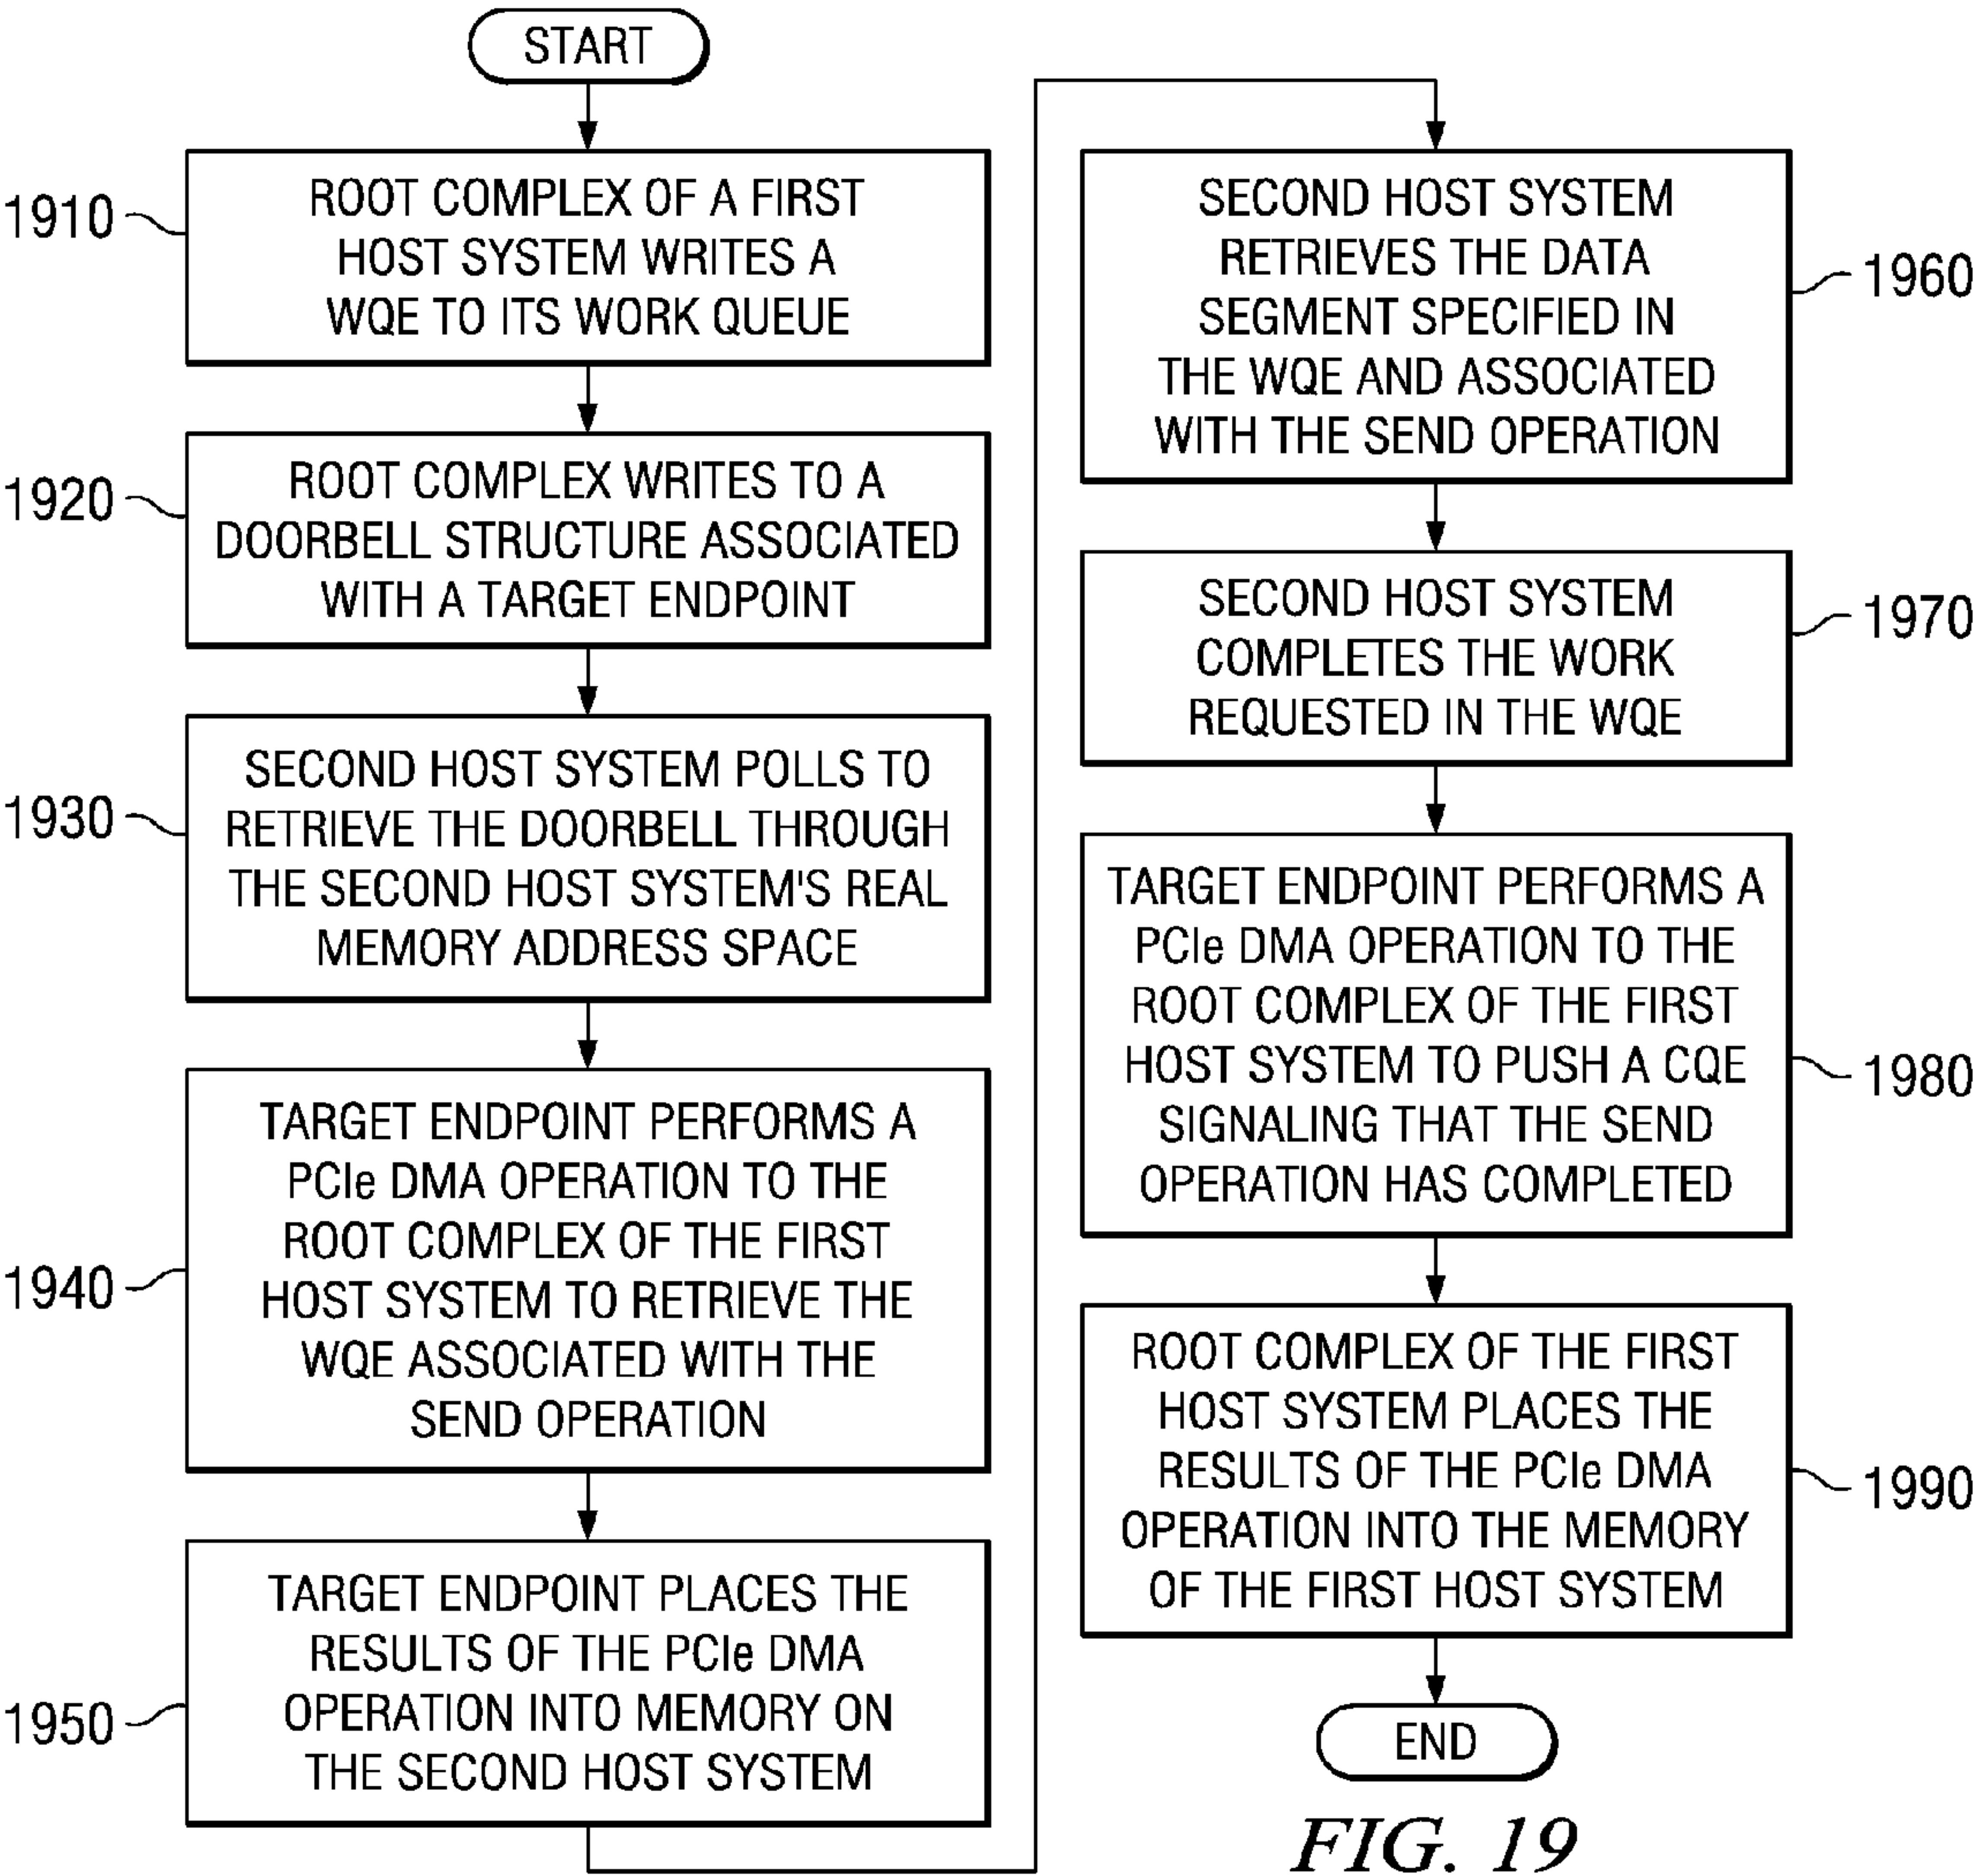 START
1910
ROOT COMPLEX OF A FIRST
HOST SYSTEM WRITES A
WQE TO ITS WORK QUEUE
1920
ROOT COMPLEX WRITES TO A
DOORBELL STRUCTURE ASSOCIATED
WITH A TARGET ENDPOINT
1930
SECOND HOST SYSTEM POLLS TO
RETRIEVE THE DOORBELL THROUGH
THE SECOND HOST SYSTEM'S REAL
MEMORY ADDRESS SPACE
1940
TARGET ENDPOINT PERFORMS A
PCIe DMA OPERATION TO THE
ROOT COMPLEX OF THE FIRST
HOST SYSTEM TO RETRIEVE THE
WQE ASSOCIATED WITH THE
SEND OPERATION
1950
TARGET ENDPOINT PLACES THE
RESULTS OF THE PCIe DMA
OPERATION INTO MEMORY ON
THE SECOND HOST SYSTEM
SECOND HOST SYSTEM
RETRIEVES THE DATA
SEGMENT SPECIFIED IN
THE WQE AND ASSOCIATED
WITH THE SEND OPERATION
1960
SECOND HOST SYSTEM
COMPLETES THE WORK
REQUESTED IN THE WQE
1970
TARGET ENDPOINT PERFORMS A
PCIe DMA OPERATION TO THE
ROOT COMPLEX OF THE FIRST
HOST SYSTEM TO PUSH A CQE
SIGNALING THAT THE SEND
OPERATION HAS COMPLETED
1980
ROOT COMPLEX OF THE FIRST
HOST SYSTEM PLACES THE
RESULTS OF THE PCIe DMA
OPERATION INTO THE MEMORY
OF THE FIRST HOST SYSTEM
1990
END
FIG. 19